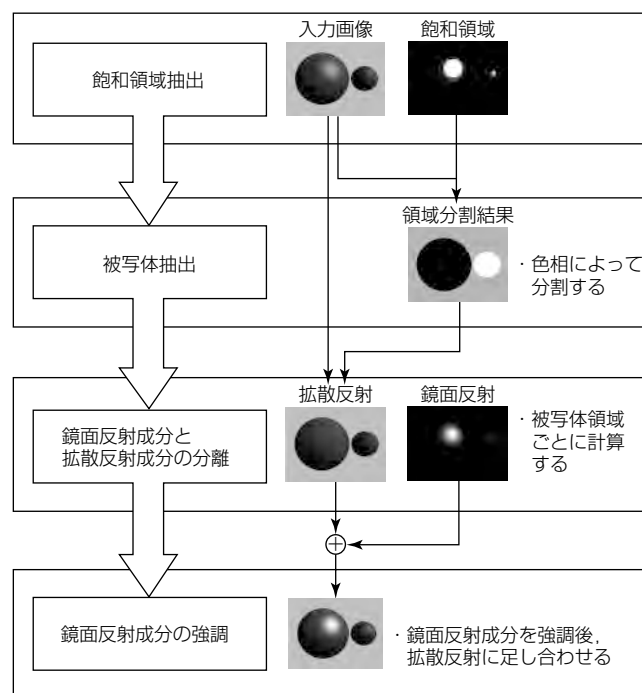 入力画像
飽和領域
飽和領域抽出
領域分割結果
被写体抽出
・色相によって
分割する
拡散反射
鏡面反射
鏡面反射成分と
拡散反射成分の分離
・被写体領域
ごとに計算
する
鏡面反射成分の強調
・鏡面反射成分を強調後，
拡散反射に足し合わせる